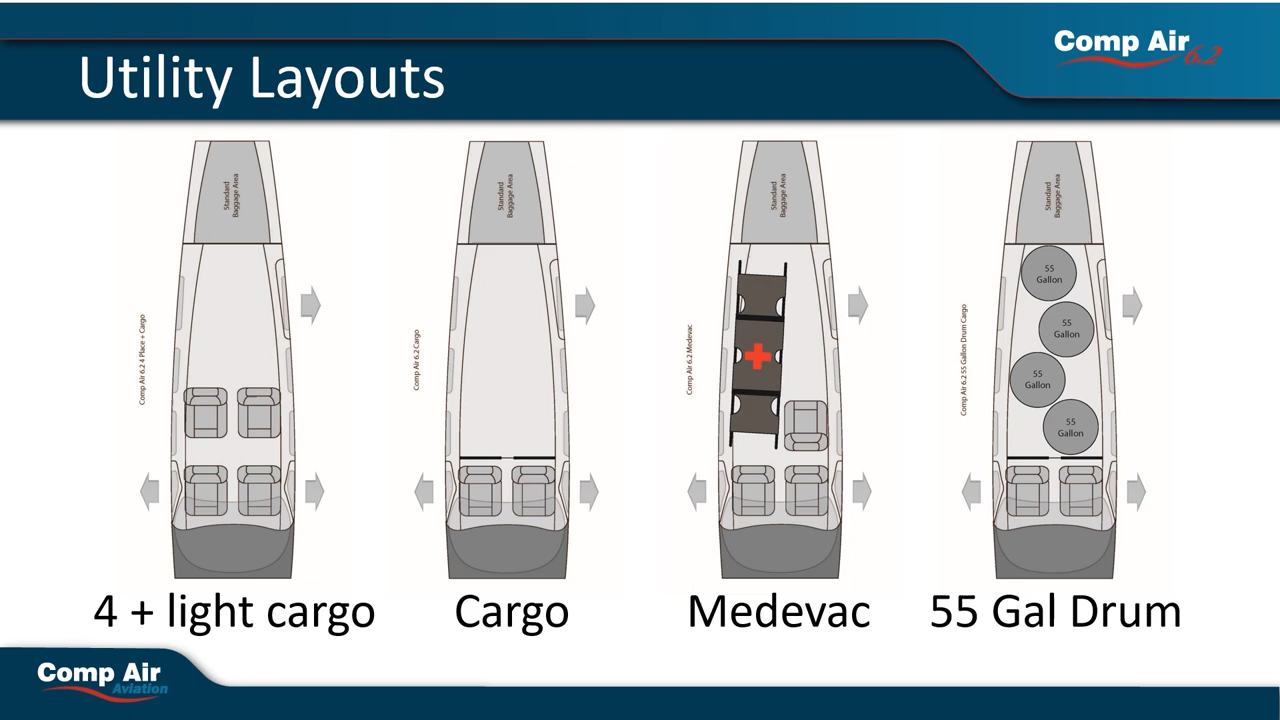 Utility Layouts
Comp Air
6.2
Standard
Baggage Area
Comp Air 6.2 4 Place + Cargo
Standard
Baggage Area
Comp Air 6.2 Cargo
Standard
Baggage Area
Comp Air 6.2 Medevac
Standard
Baggage Area
Comp Air 6.2 55 Gallon Drum Cargo
55
Gallon
55
Gallon
55
Gallon
55
Gallon
4 + light cargo
Cargo
Medevac
55 Gal Drum
Comp Air
Aviation